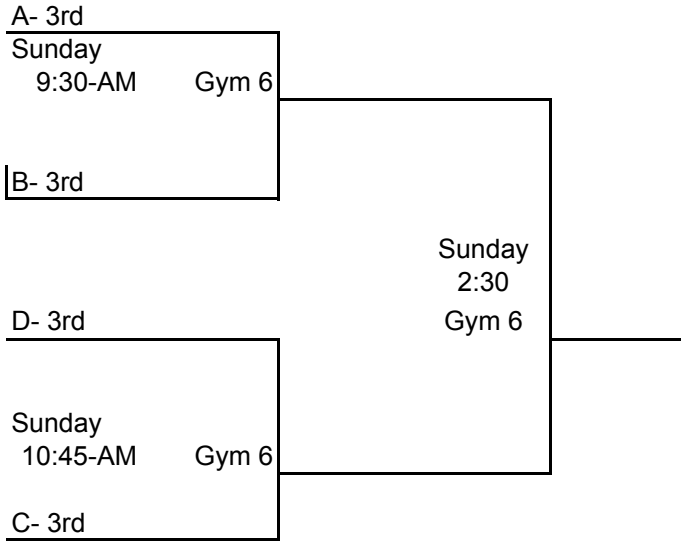 A- 3rd
Sunday
9:30-AM Gym 6
B- 3rd
Sunday
2:30
Gym 6
D- 3rd
Sunday
10:45-AM Gym 6
C- 3rd